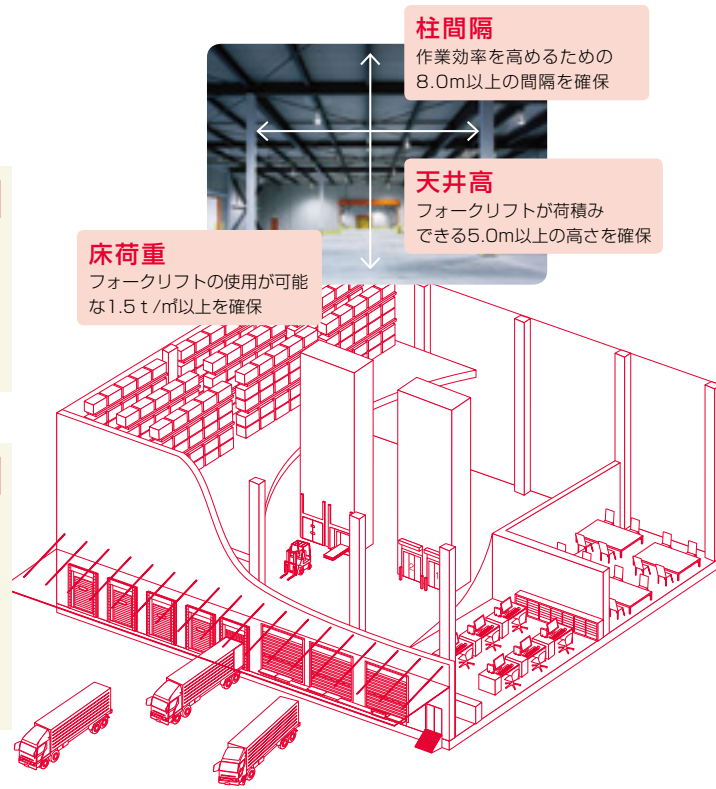 柱間隔
作業効率を高めるための
8.0m以上の間隔を確保
天井高
フォークリフトが荷積み
できる5.0m以上の高さを確保
床荷重
フォークリフトの使用が可能
な1.5t/㎡以上を確保